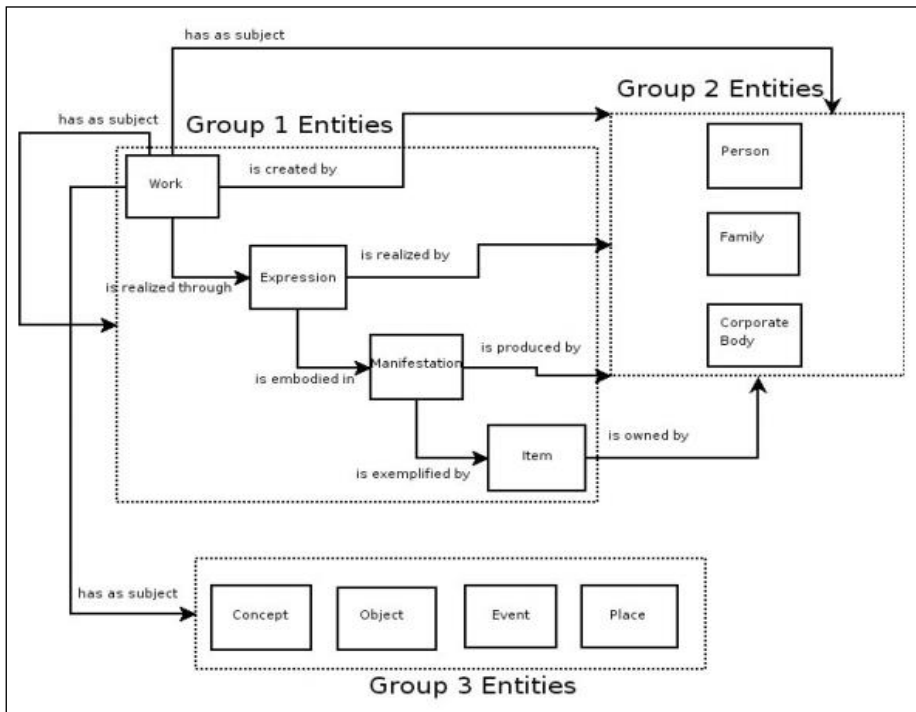 has as subject
Group 2 Entities
has as subject
Group 1 Entities
Person
Work
is created by
Family
is realized by
Expression
is realized through
Corporate
Body
is produced by
Manifestation
is embodied in
is owned by
Item
is exemplified by
has as subject
Concept
Object
Event
Place
Group 3 Entities